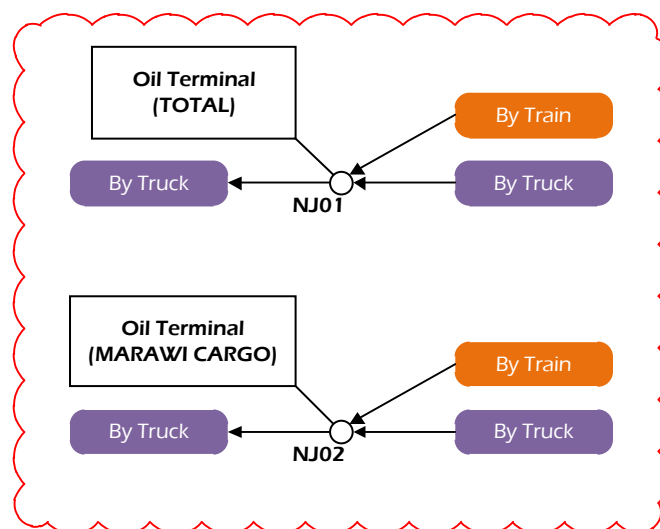 Oil Terminal
(TOTAL)
By Train
By Truck
By Truck
NJ01
Oil Terminal
(MARAWI CARGO)
By Train
By Truck
By Truck
NJ02